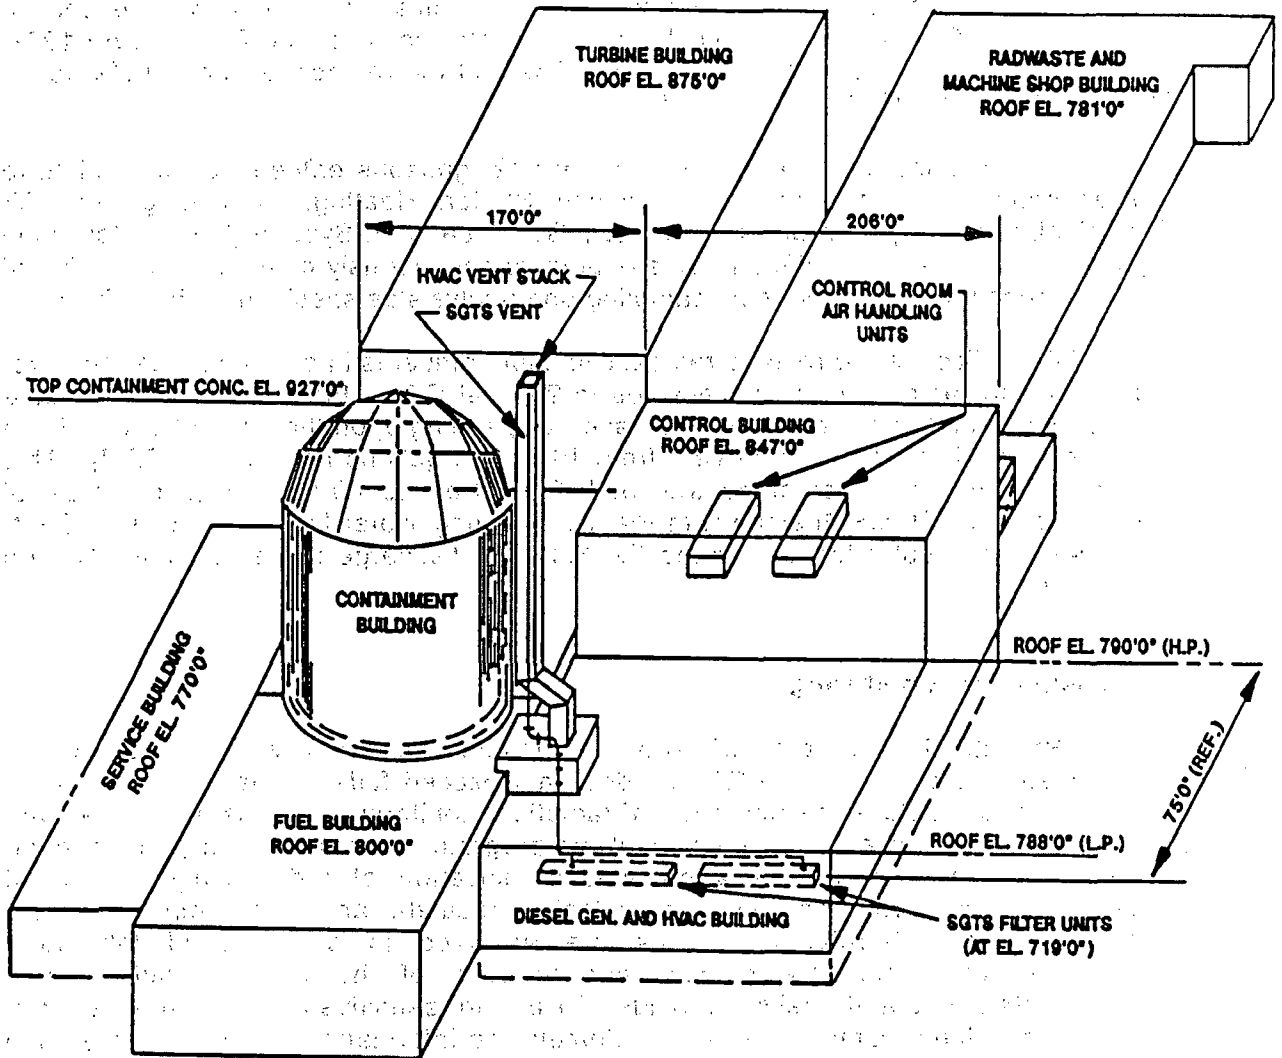 TURBINE BUILDING
ROOF EL. 875'0"
RADWASTE AND
MACHINE SHOP BUILDING
ROOF EL. 781'0"
170'0"
206'0"
HVAC VENT STACK
SGTS VENT
CONTROL ROOM
AIR HANDLING
UNITS
TOP CONTAINMENT CONC. EL. 927'0"
CONTROL BUILDING
ROOF EL. 847'0"
CONTAINMENT
BUILDING
ROOF EL. 790'0" (H.P.)
SERVICE BUILDING
ROOF EL. 770'0"
75'0" (REF.)
FUEL BUILDING
ROOF EL. 800'0"
ROOF EL. 788'0" (L.P.)
DIESEL GEN. AND HVAC BUILDING
SGTS FILTER UNITS
(AT EL. 719'0")